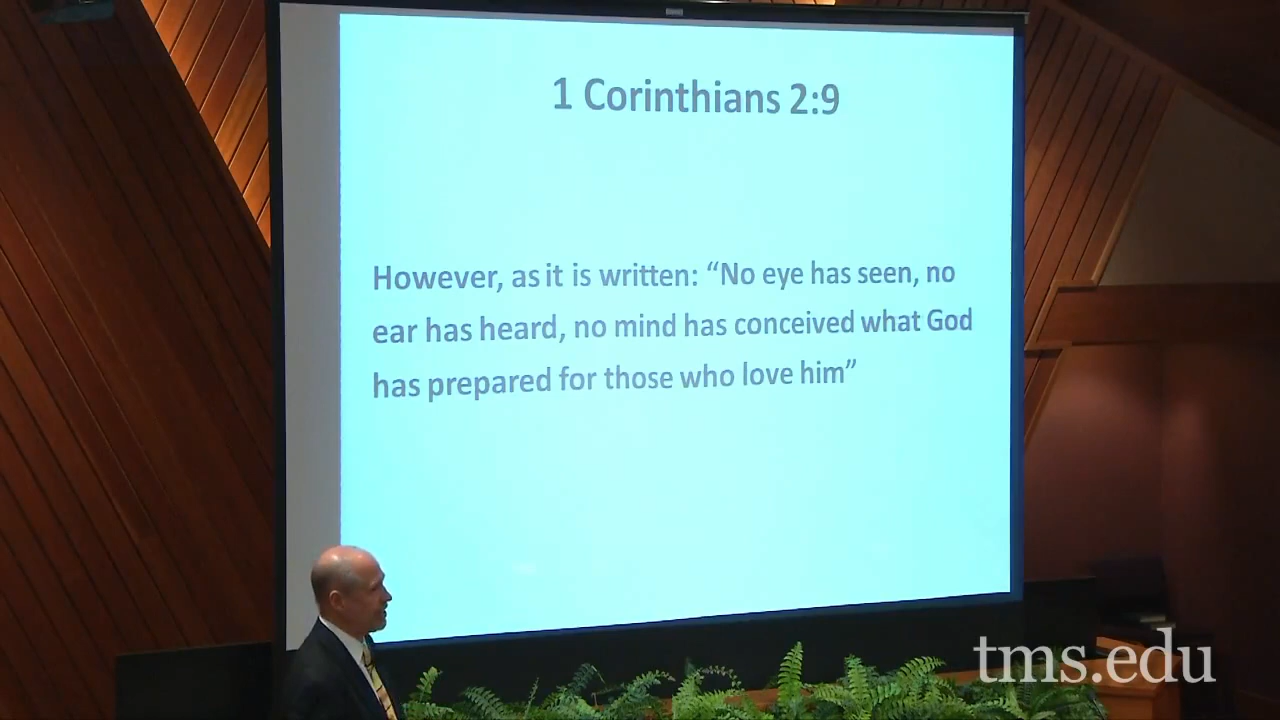 1 Corinthians 2:9
However, as it is written: “No eye has seen, no
ear has heard, no mind has conceived what God
has prepared for those who love him”
tms.edu